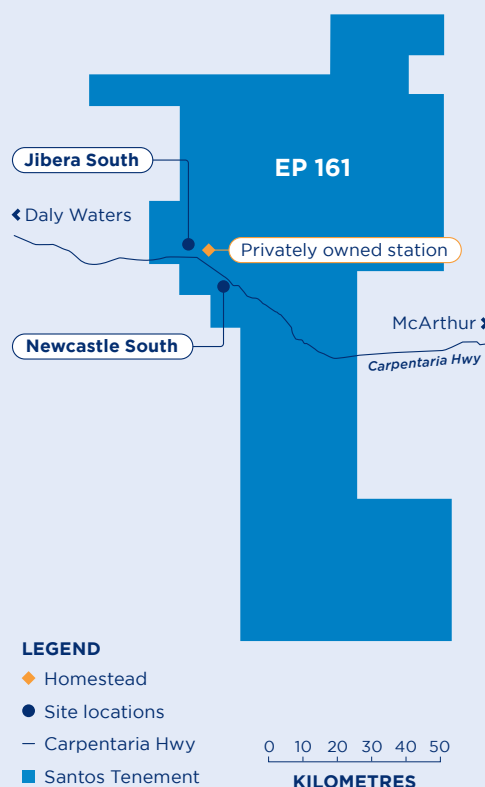 EP 161
Jibera South
Daly Waters
Privately owned station
McArthur
Newcastle South
Carpentaria Hwy
LEGEND
Homestead
Site locations
Carpentaria Hwy
Santos Tenement
0 10 20 30 40 50
KILOMETRES